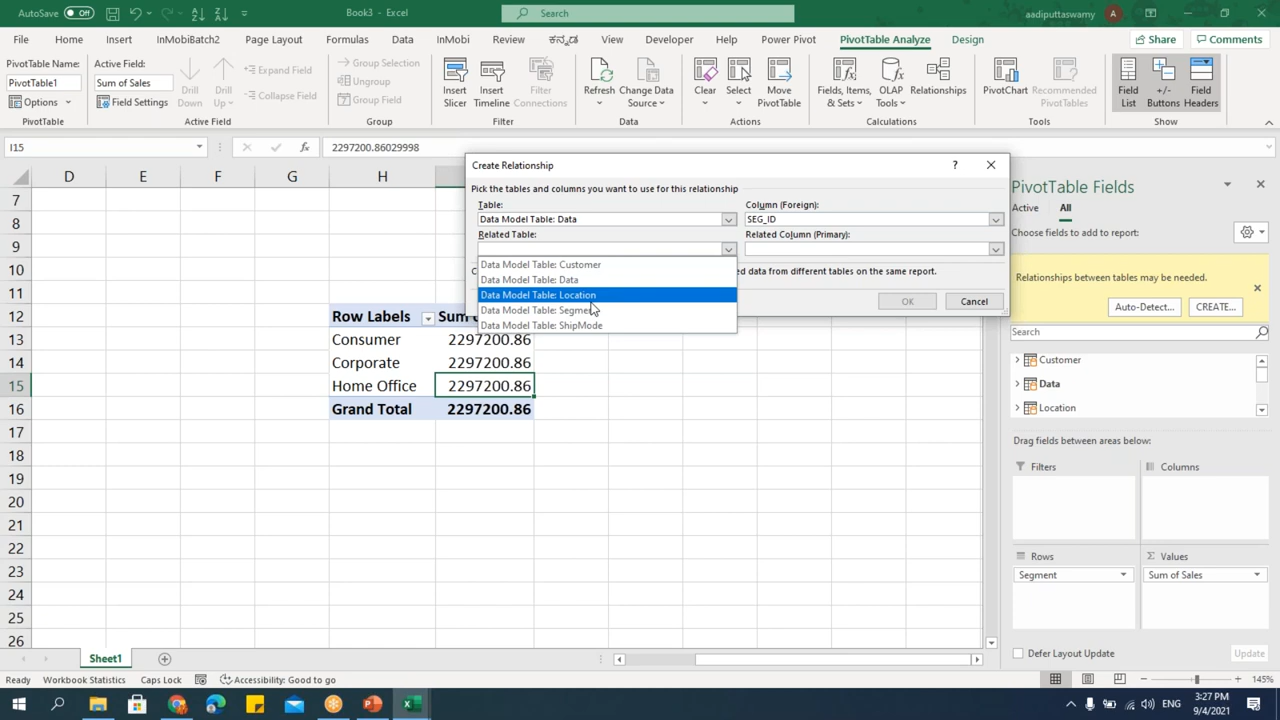 AutoSave Off Book3 - Excel Search aadiputtaswamy A
File Home Insert InMobiBatch2 Page Layout Formulas Data InMobi Review ಕನ್ನಡ View Developer Help Power Pivot PivotTable Analyze Design Share Comments
PivotTable Name:
PivotTable1
Options
PivotTable
Active Field:
Sum of Sales
Field Settings
Drill Down
Drill Up
Expand Field
Collapse Field
Active Field
Group Selection
Ungroup
Group Field
Group
Insert Slicer
Insert Timeline
Filter Connections
Filter
Refresh
Change Data Source
Data
Clear
Select
Move PivotTable
Actions
Fields, Items, & Sets
OLAP Tools
Relationships
Calculations
PivotChart
Recommended PivotTables
Tools
Field List
+/- Buttons
Field Headers
Show
I15 fx 2297200.86029998
D E F G H
7
8
9
10
11
12 Row Labels Sum
13 Consumer 2297200.86
14 Corporate 2297200.86
15 Home Office 2297200.86
16 Grand Total 2297200.86
17
18
19
20
21
22
23
24
25
26
Create Relationship ?
Pick the tables and columns you want to use for this relationship
Table: Column (Foreign):
Data Model Table: Data SEG_ID
Related Table: Related Column (Primary):
Data Model Table: Customer
Data Model Table: Data
Data Model Table: Location
Data Model Table: Segment
Data Model Table: ShipMode
ed data from different tables on the same report.
OK Cancel
PivotTable Fields
Active All
Choose fields to add to report:
Relationships between tables may be needed.
Auto-Detect... CREATE...
Search
Customer
Data
Location
Drag fields between areas below:
Filters Columns
Rows Σ Values
Segment Sum of Sales
Defer Layout Update Update
Sheet1
Ready Workbook Statistics Caps Lock Accessibility: Good to go 145%
ENG 3:27 PM
9/4/2021